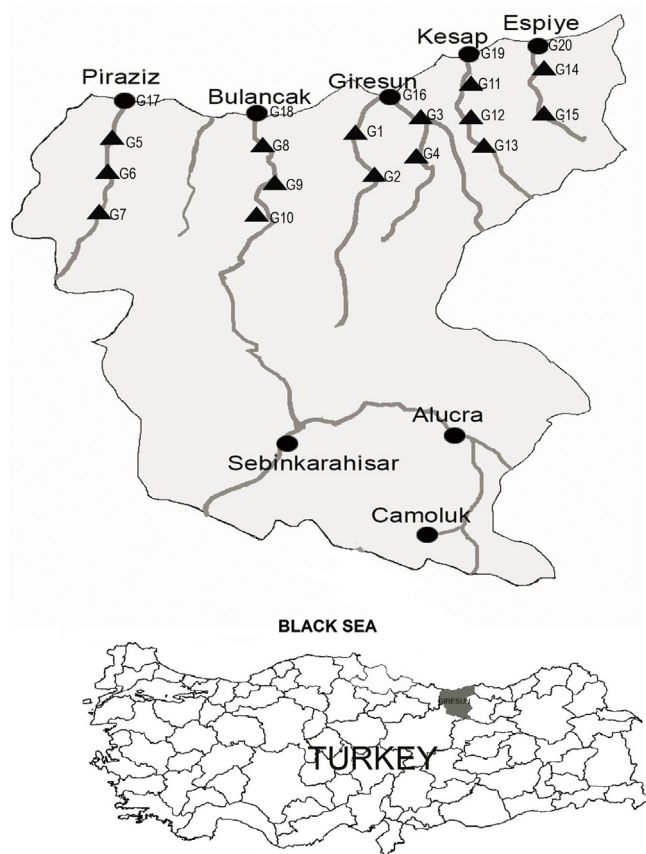 Espiye
G20
Kesap
G19
G14
Piraziz
G17
Bulancak
G18
Giresun
G16
G11
G15
G12
G3
G1
G5
G8
G13
G4
G6
G2
G9
G7
G10
Alucra
Sebinkarahisar
Camoluk
BLACK SEA
GIRESUN
TURKEY